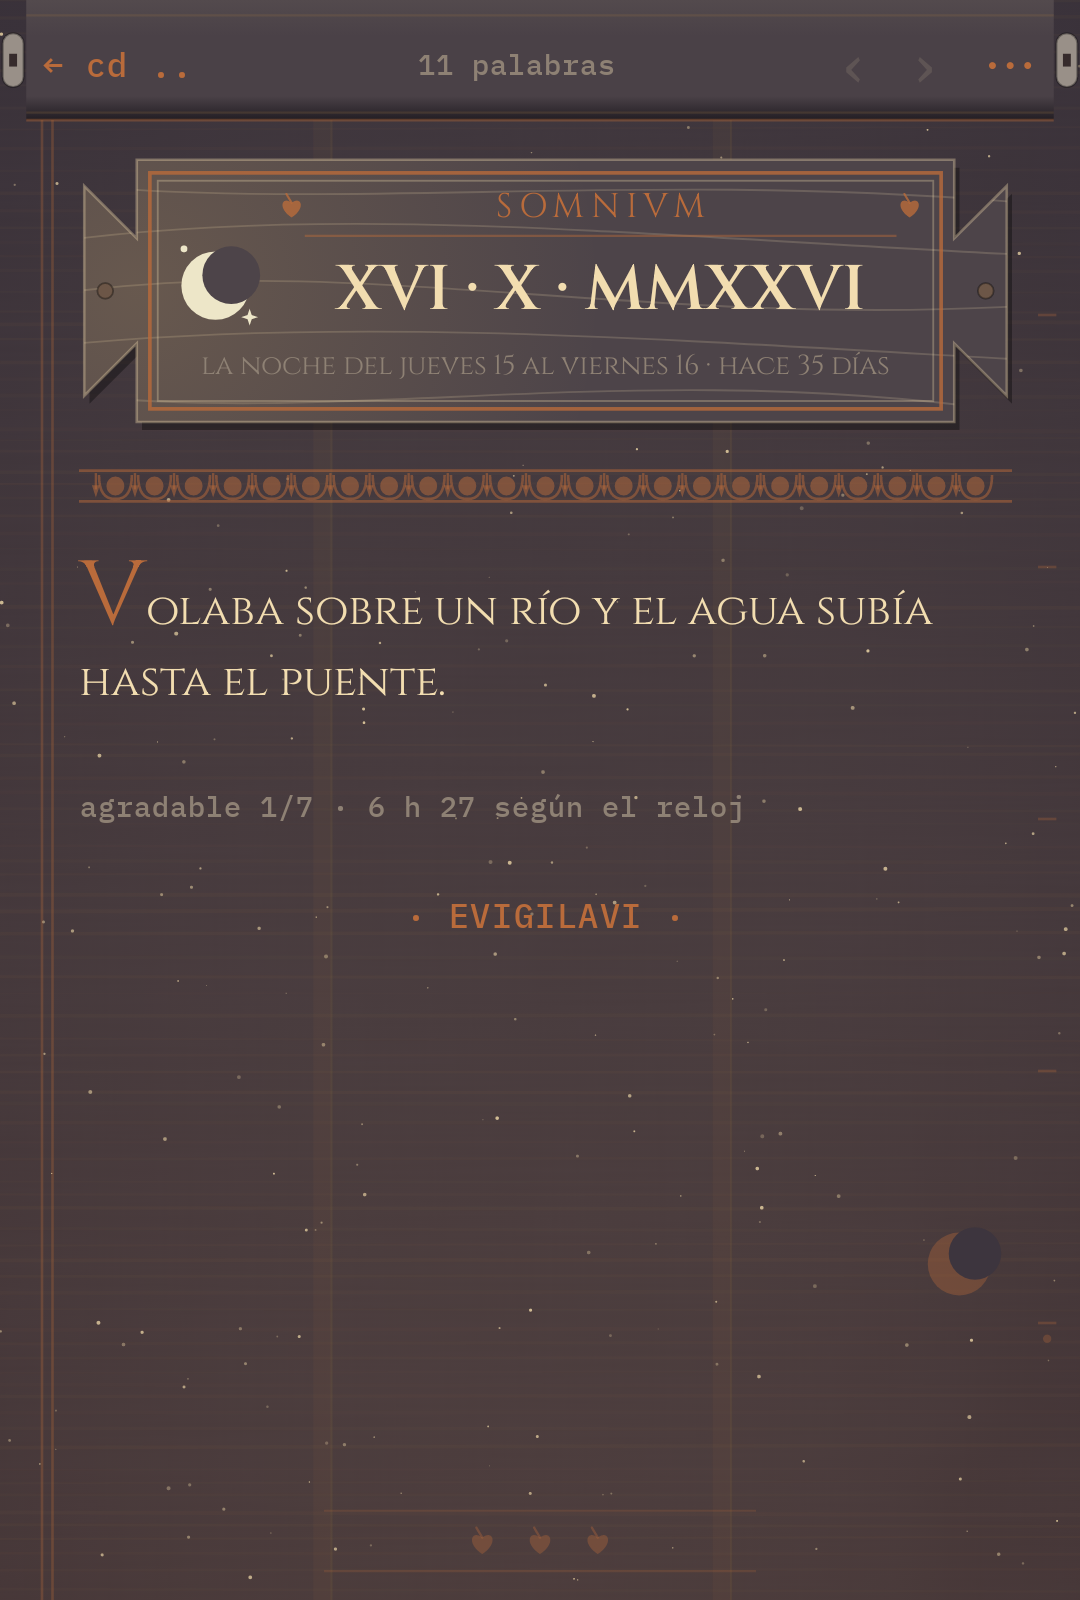 ← cd ..
11 palabras
‹ › •••
SOMNIVM
XVI · X · MMXXVI
LA NOCHE DEL JUEVES 15 AL VIERNES 16 · HACE 35 DÍAS
VOLABA SOBRE UN RÍO Y EL AGUA SUBÍA
HASTA EL PUENTE.
agradable 1/7 · 6 h 27 según el reloj
· EVIGILAVI ·